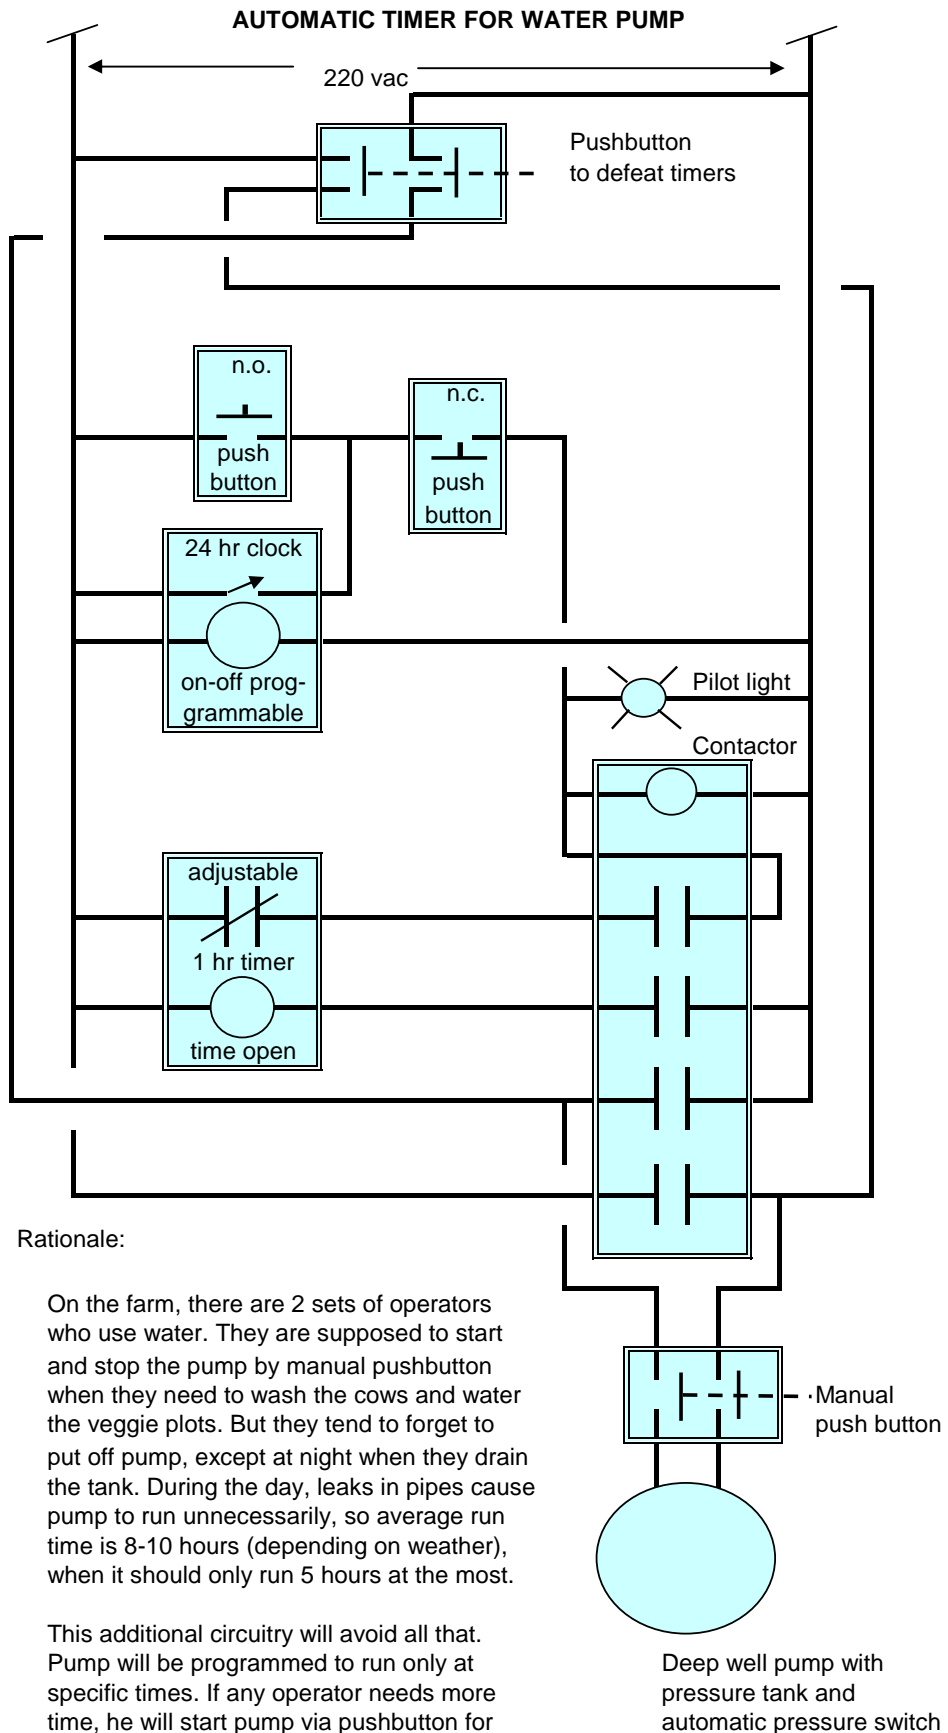 AUTOMATIC TIMER FOR WATER PUMP
220 vac
Pushbutton
to defeat timers
n.o.
push
button
n.c.
push
button
24 hr clock
on-off prog-
grammable
Pilot light
Contactor
adjustable
1 hr timer
time open
Rationale:
On the farm, there are 2 sets of operators
who use water. They are supposed to start
and stop the pump by manual pushbutton
when they need to wash the cows and water
the veggie plots. But they tend to forget to
put off pump, except at night when they drain
the tank. During the day, leaks in pipes cause
pump to run unnecessarily, so average run
time is 8-10 hours (depending on weather),
when it should only run 5 hours at the most.
This additional circuitry will avoid all that.
Pump will be programmed to run only at
specific times. If any operator needs more
time, he will start pump via pushbutton for
Manual
push button
Deep well pump with
pressure tank and
automatic pressure switch